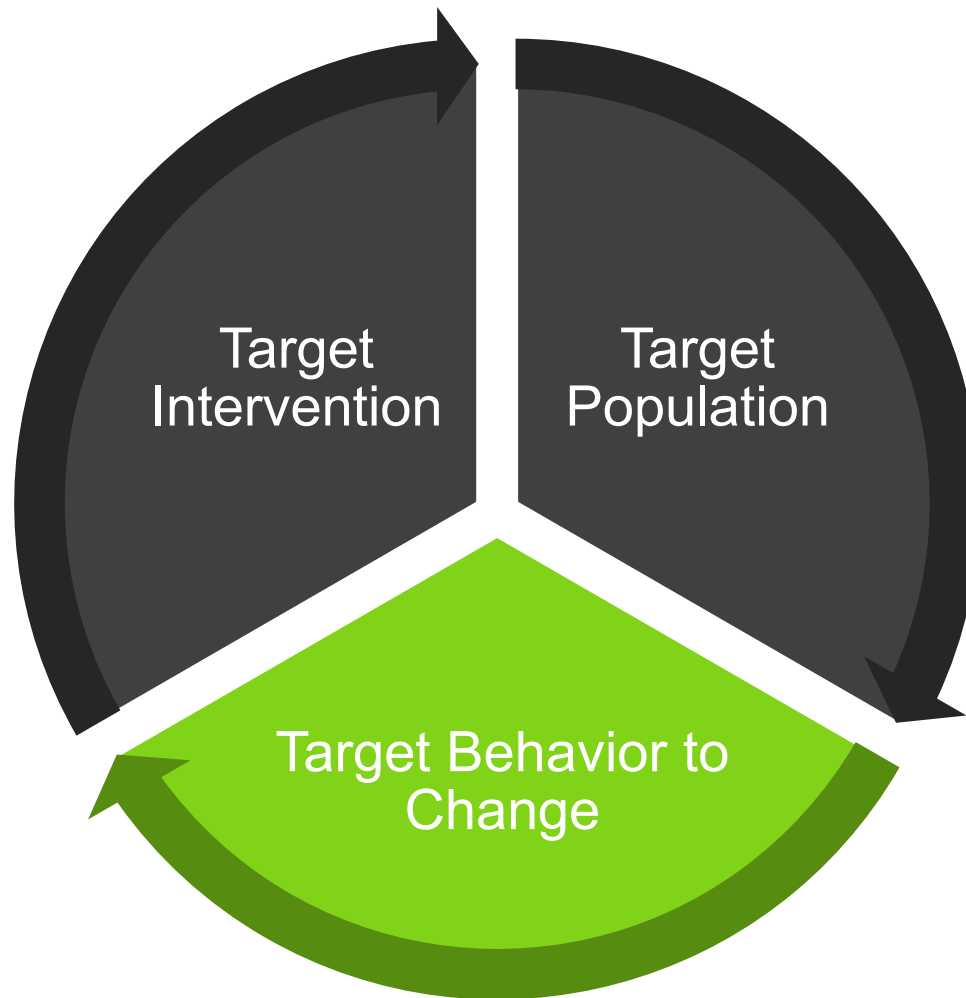 Target
Intervention
Target
Population
Target Behavior to
Change